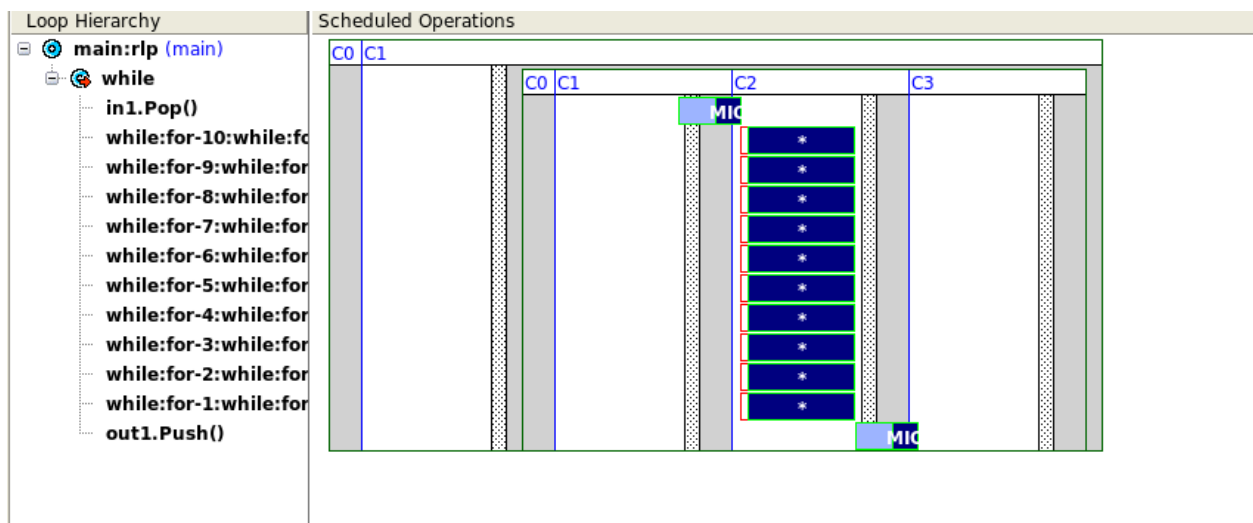 Loop Hierarchy
Scheduled Operations
main:rlp (main)
while
in1.Pop()
while:for-10:while:fo
while:for-9:while:for
while:for-8:while:for
while:for-7:while:for
while:for-6:while:for
while:for-5:while:for
while:for-4:while:for
while:for-3:while:for
while:for-2:while:for
while:for-1:while:for
out1.Push()
C0 C1
C0 C1 C2 C3
MIO
*
*
*
*
*
*
*
*
*
*
MIO